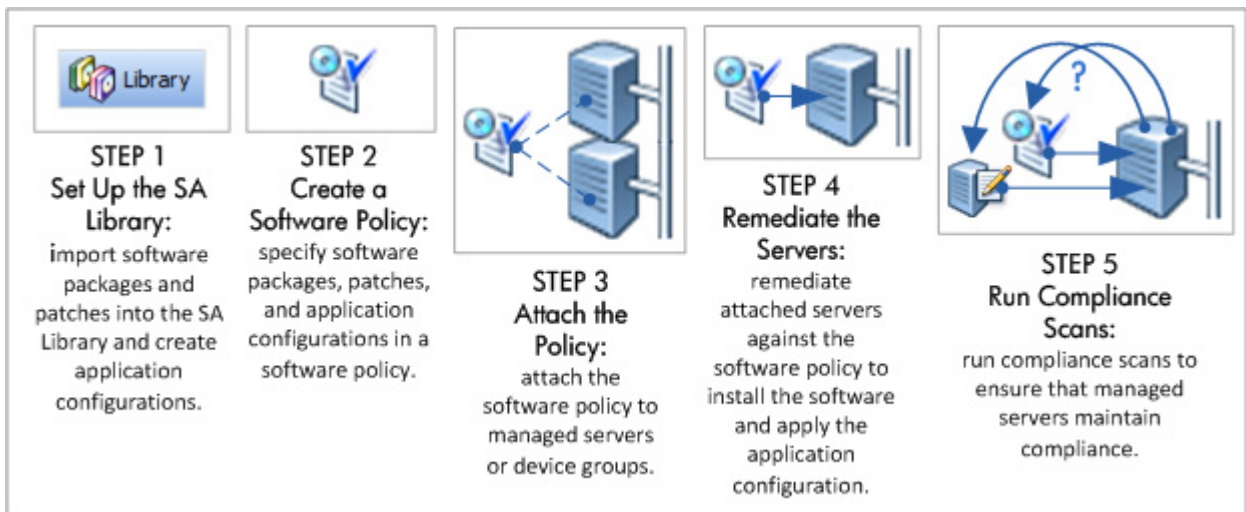 Library
STEP 1
Set Up the SA
Library:
import software
packages and
patches into the SA
Library and create
application
configurations.
STEP 2
Create a
Software Policy:
specify software
packages, patches,
and application
configurations in a
software policy.
STEP 3
Attach the
Policy:
attach the
software policy to
managed servers
or device groups.
STEP 4
Remediate the
Servers:
remediate
attached servers
against the
software policy to
install the software
and apply the
application
configuration.
?
STEP 5
Run Compliance
Scans:
run compliance scans to
ensure that managed
servers maintain
compliance.